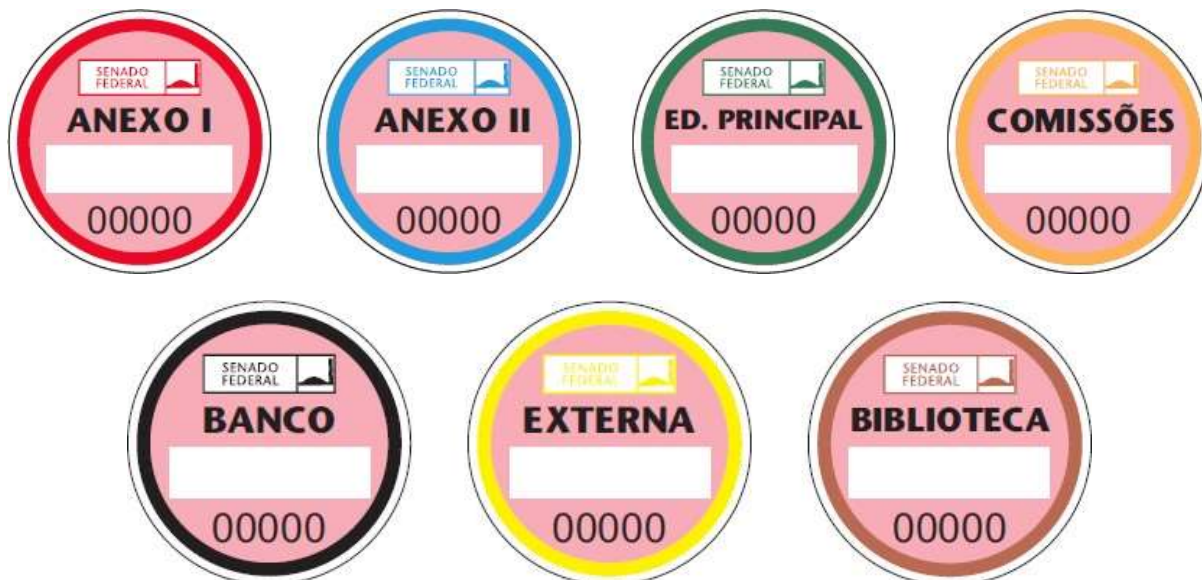 SENADO
FEDERAL
ANEXO I
00000
SENADO
FEDERAL
ANEXO II
00000
SENADO
FEDERAL
ED. PRINCIPAL
00000
SENADO
FEDERAL
COMISSÕES
00000
SENADO
FEDERAL
BANCO
00000
SENADO
FEDERAL
EXTERNA
00000
SENADO
FEDERAL
BIBLIOTECA
00000